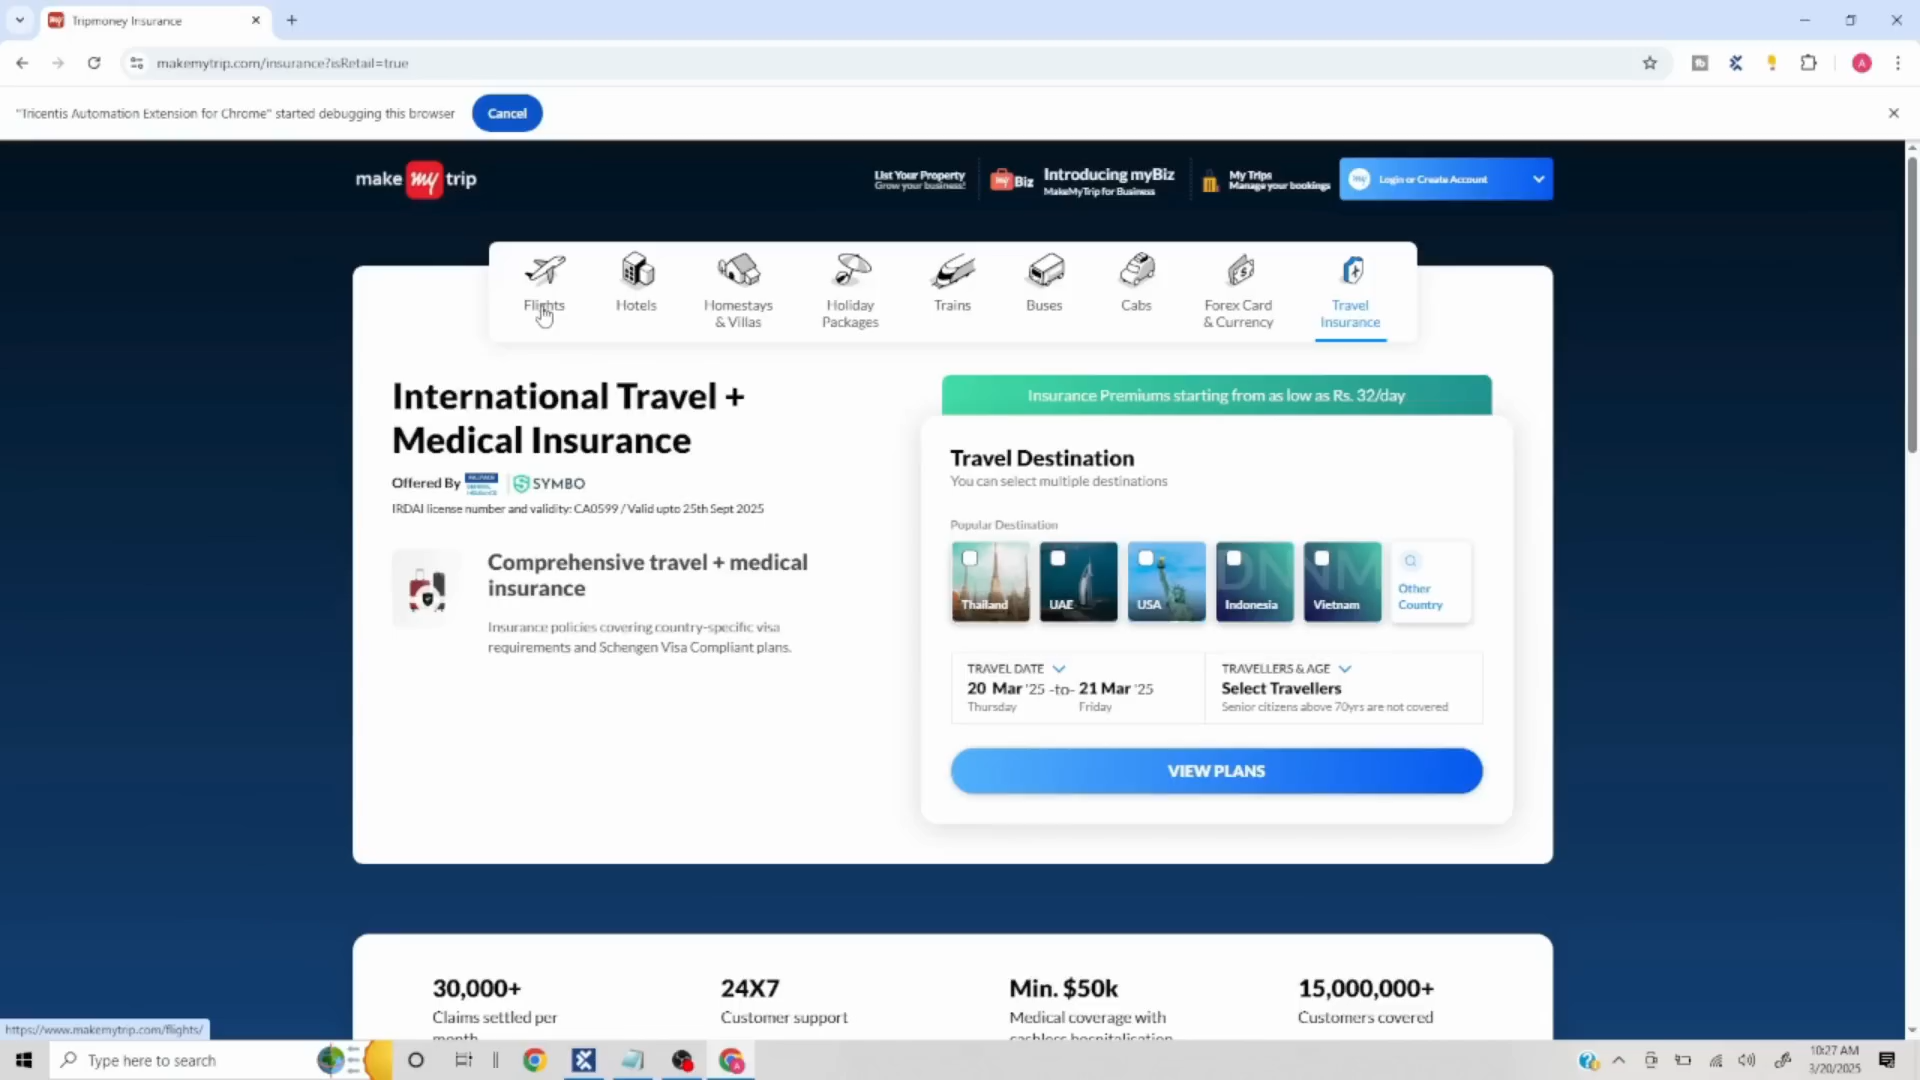 Tripmoney Insurance
makemytrip.com/insurance?isRetail=true
"Tricentis Automation Extension for Chrome" started debugging this browser
Cancel
make my trip
List Your Property
Grow your business!
my Biz
Introducing myBiz
MakeMyTrip for Business
My Trips
Manage your bookings
my
Login or Create Account
Flights
Hotels
Homestays
& Villas
Holiday
Packages
Trains
Buses
Cabs
Forex Card
& Currency
Travel
Insurance
International Travel +
Medical Insurance
Offered By
SYMBO
IRDAI license number and validity: CA0599 / Valid upto 25th Sept 2025
Comprehensive travel + medical
insurance
Insurance policies covering country-specific visa
requirements and Schengen Visa Compliant plans.
Insurance Premiums starting from as low as Rs. 32/day
Travel Destination
You can select multiple destinations
Popular Destination
Thailand
UAE
USA
Indonesia
Vietnam
Other
Country
TRAVEL DATE
20 Mar '25 -to- 21 Mar '25
Thursday
Friday
TRAVELLERS & AGE
Select Travellers
Senior citizens above 70yrs are not covered
VIEW PLANS
30,000+
Claims settled per
month
24X7
Customer support
Min. $50k
Medical coverage with
cashless hospitalisation
15,000,000+
Customers covered
https://www.makemytrip.com/flights/
Type here to search
10:27 AM
3/20/2025
A